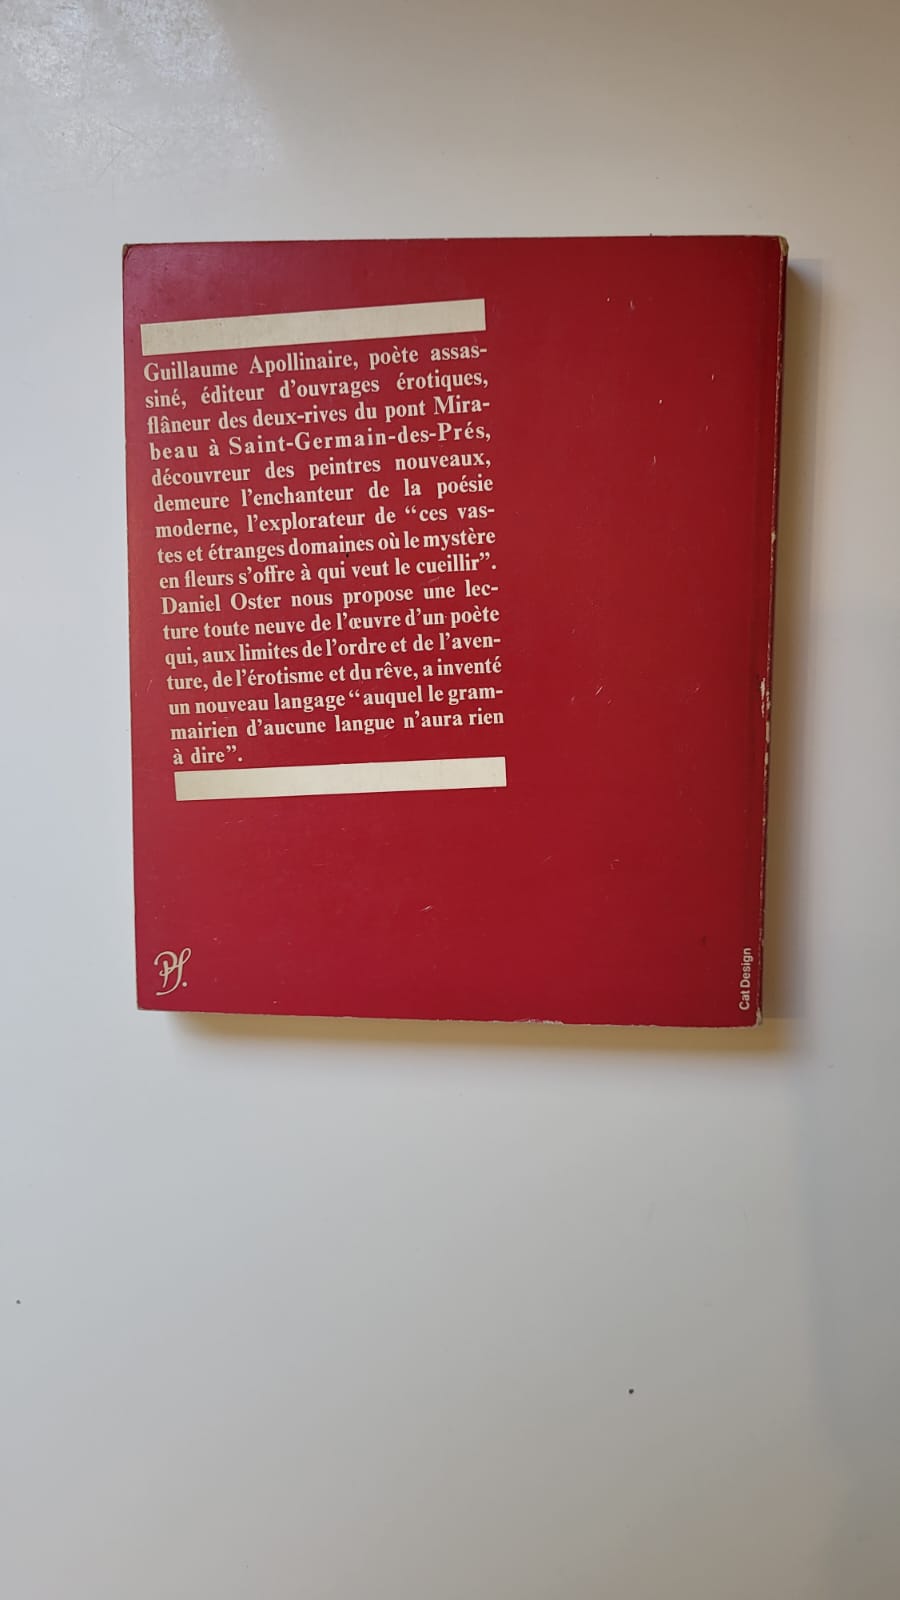 Guillaume Apollinaire, poète assas-
siné, éditeur d'ouvrages érotiques,
flâneur des deux-rives du pont Mira-
beau à Saint-Germain-des-Prés,
découvreur des peintres nouveaux,
demeure l'enchanteur de la poésie
moderne, l'explorateur de “ces vas-
tes et étranges domaines où le mystère
en fleurs s'offre à qui veut le cueillir”.
Daniel Oster nous propose une lec-
ture toute neuve de l'œuvre d'un poète
qui, aux limites de l'ordre et de l'aven-
ture, de l'érotisme et du rêve, a inventé
un nouveau langage “auquel le gram-
mairien d'aucune langue n'aura rien
à dire”.
Cat Design